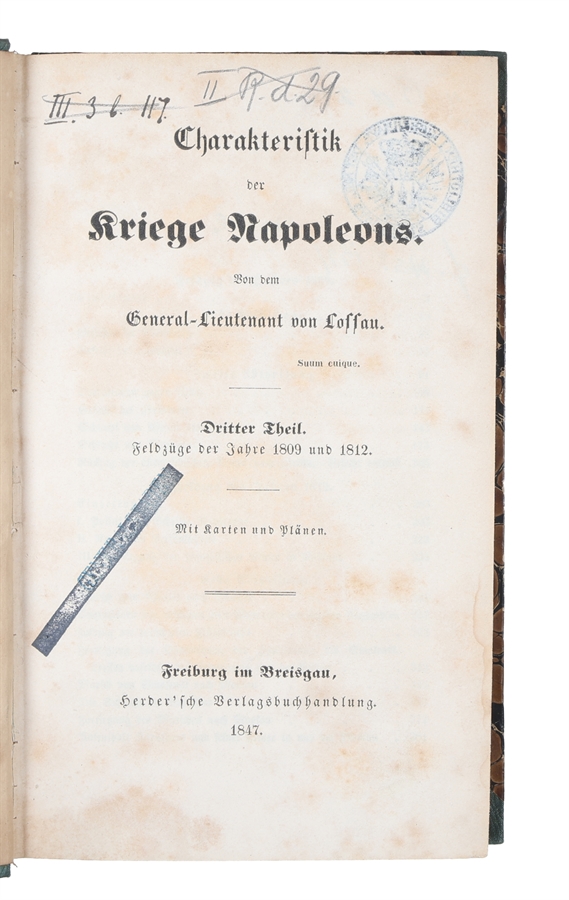 II R. d. 29.
III. 3 b. 117.
Charakteriſtik
der
Kriege Napoleons.
Von dem
General-Lieutenant von Loſſau.
Suum cuique.
Dritter Theil.
Feldzüge der Jahre 1809 und 1812.
Mit Karten und Plänen.
Freiburg im Breisgau,
Herder'ſche Verlagsbuchhandlung.
1847.